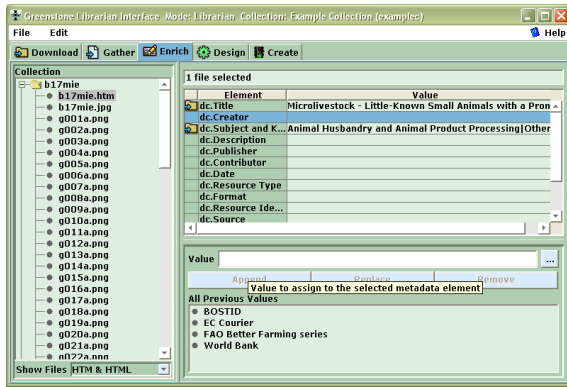 Greenstone Librarian Interface Mode: Librarian Collection: Example Collection (examplec)
File Edit Help
Download Gather Enrich Design Create
Collection
b17mie
b17mie.htm
b17mie.jpg
g001a.png
g002a.png
g003a.png
g004a.png
g005a.png
g006a.png
g007a.png
g008a.png
g009a.png
g010a.png
g011a.png
g012a.png
g013a.png
g014a.png
g015a.png
g016a.png
g017a.png
g018a.png
g019a.png
g020a.png
g021a.png
g022a.png
Show Files HTM & HTML
1 file selected
Element Value
dc.Title Microlivestock - Little-Known Small Animals with a Pron
dc.Creator
dc.Subject and K... Animal Husbandry and Animal Product Processing|Other
dc.Description
dc.Publisher
dc.Contributor
dc.Date
dc.Resource Type
dc.Format
dc.Resource Ide...
dc.Source
Value ...
Append Replace Remove
Value to assign to the selected metadata element
All Previous Values
BOSTID
EC Courier
FAO Better Farming series
World Bank